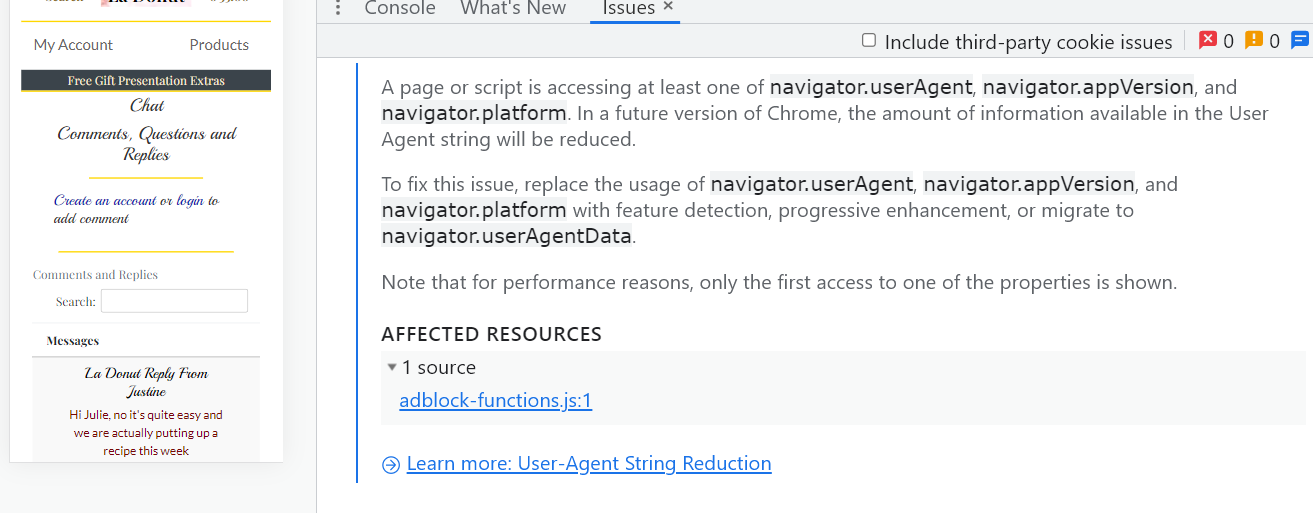 La Donut
My Account Products
Free Gift Presentation Extras
Chat
Comments, Questions and
Replies
Create an account or login to
add comment
Comments and Replies
Search:
Messages
La Donut Reply From
Justine
Hi Julie, no it's quite easy and
we are actually putting up a
recipe this week
Console What's New Issues ×
Include third-party cookie issues 0 0
A page or script is accessing at least one of navigator.userAgent, navigator.appVersion, and
navigator.platform. In a future version of Chrome, the amount of information available in the User
Agent string will be reduced.
To fix this issue, replace the usage of navigator.userAgent, navigator.appVersion, and
navigator.platform with feature detection, progressive enhancement, or migrate to
navigator.userAgentData.
Note that for performance reasons, only the first access to one of the properties is shown.
AFFECTED RESOURCES
1 source
adblock-functions.js:1
Learn more: User-Agent String Reduction